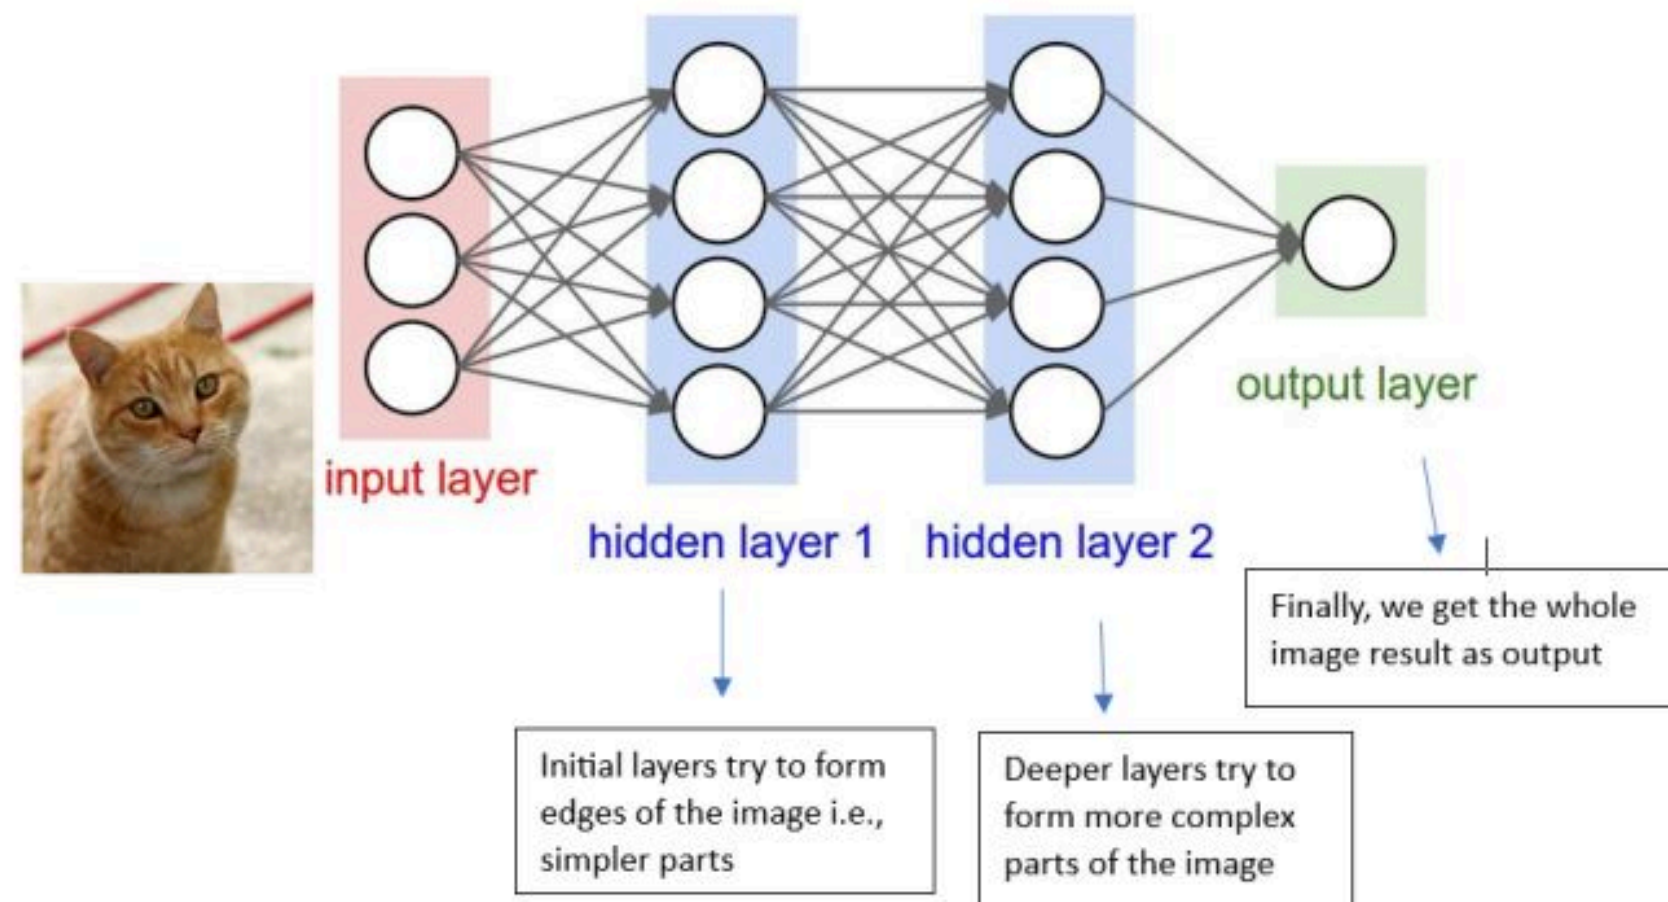 input layer
hidden layer 1
hidden layer 2
output layer
Initial layers try to form
edges of the image i.e.,
simpler parts
Deeper layers try to
form more complex
parts of the image
Finally, we get the whole
image result as output